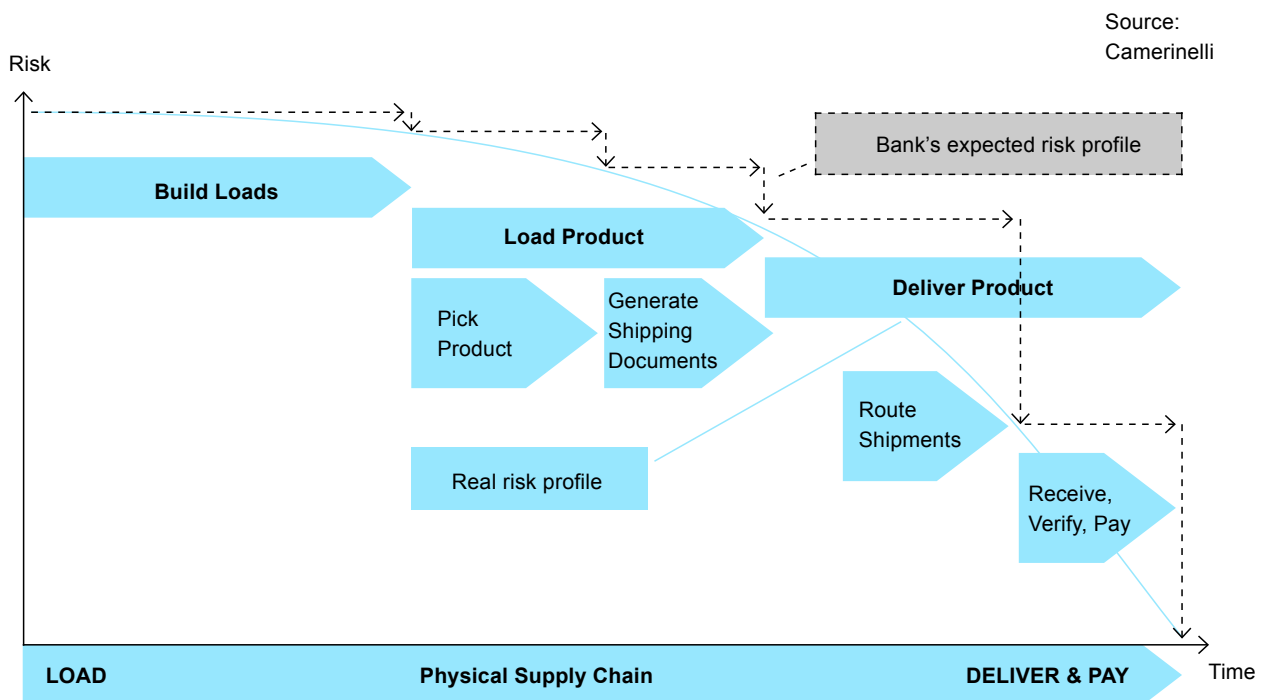 Source:
Camerinelli
Risk
Bank’s expected risk profile
Build Loads
Load Product
Deliver Product
Pick
Product
Generate
Shipping
Documents
Route
Shipments
Real risk profile
Receive,
Verify, Pay
LOAD
Physical Supply Chain
DELIVER & PAY
Time